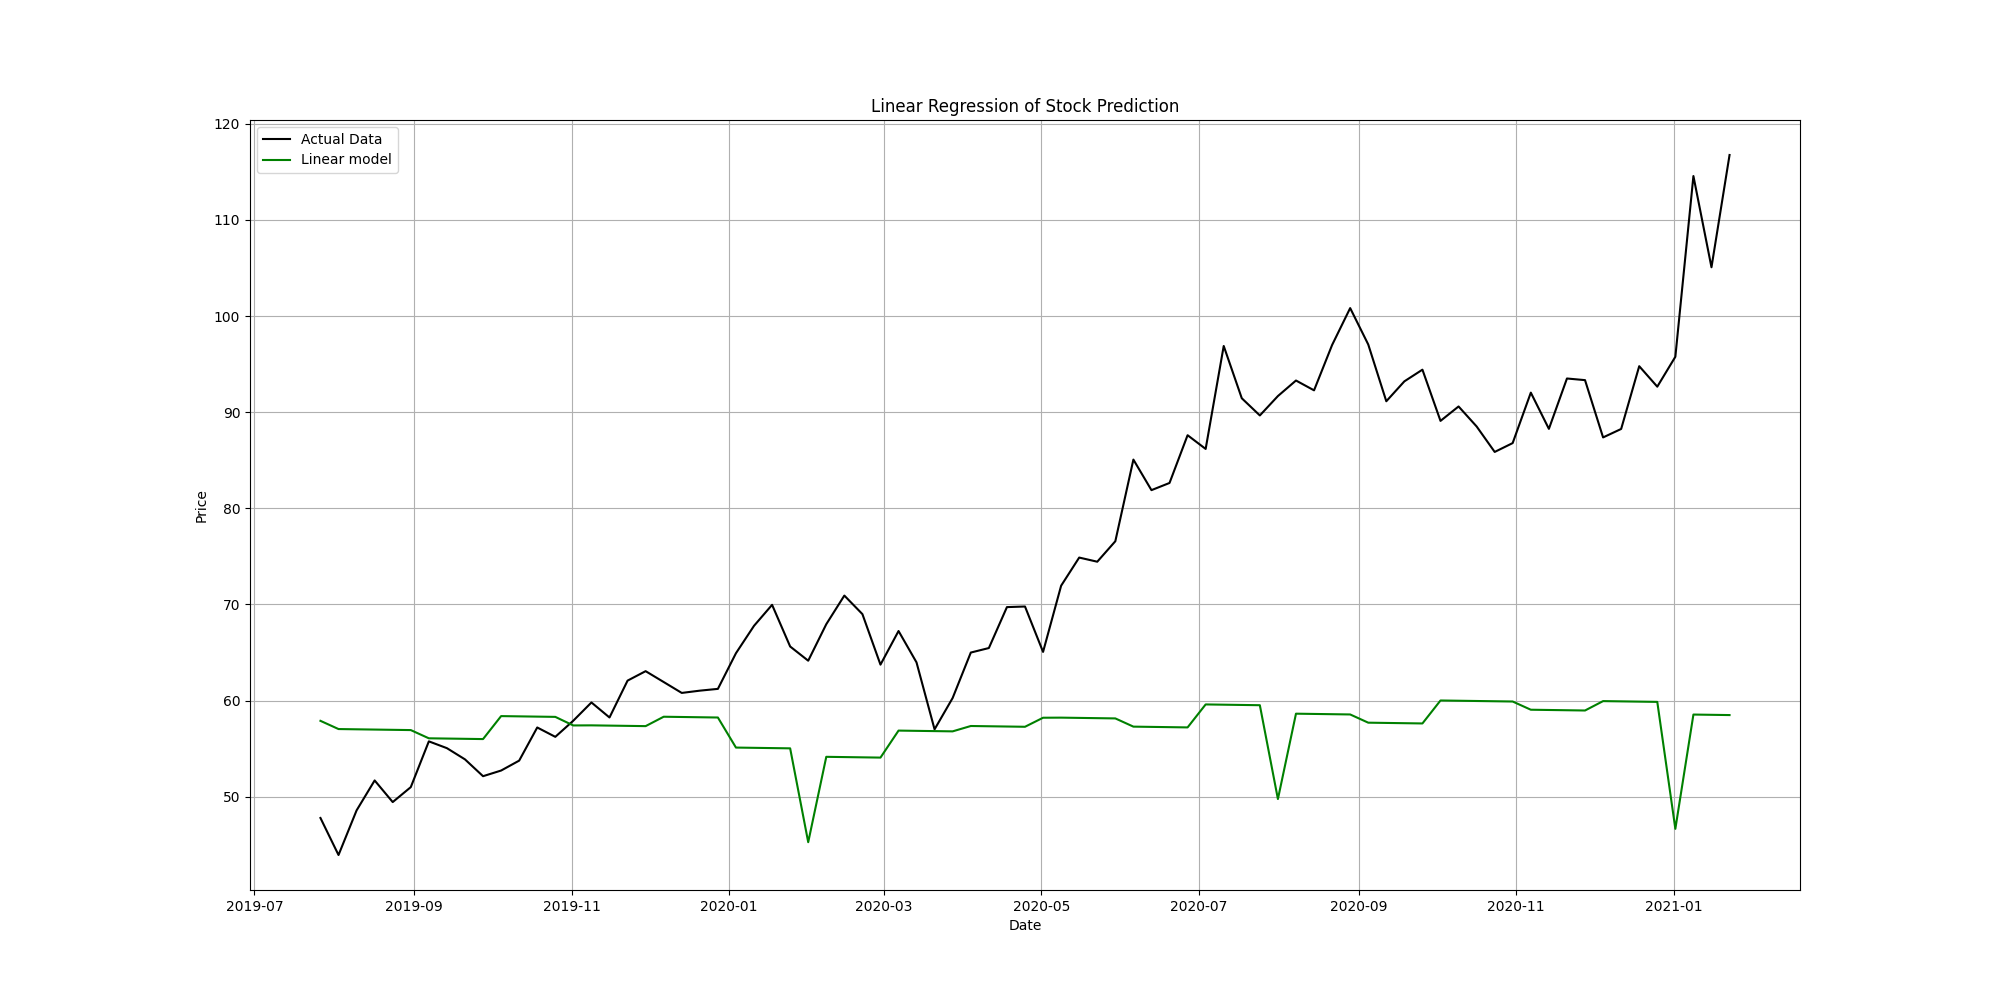 Linear Regression of Stock Prediction
Actual Data
Linear model
120
110
100
90
80
70
60
50
Price
2019-07 2019-09 2019-11 2020-01 2020-03 2020-05 2020-07 2020-09 2020-11 2021-01
Date